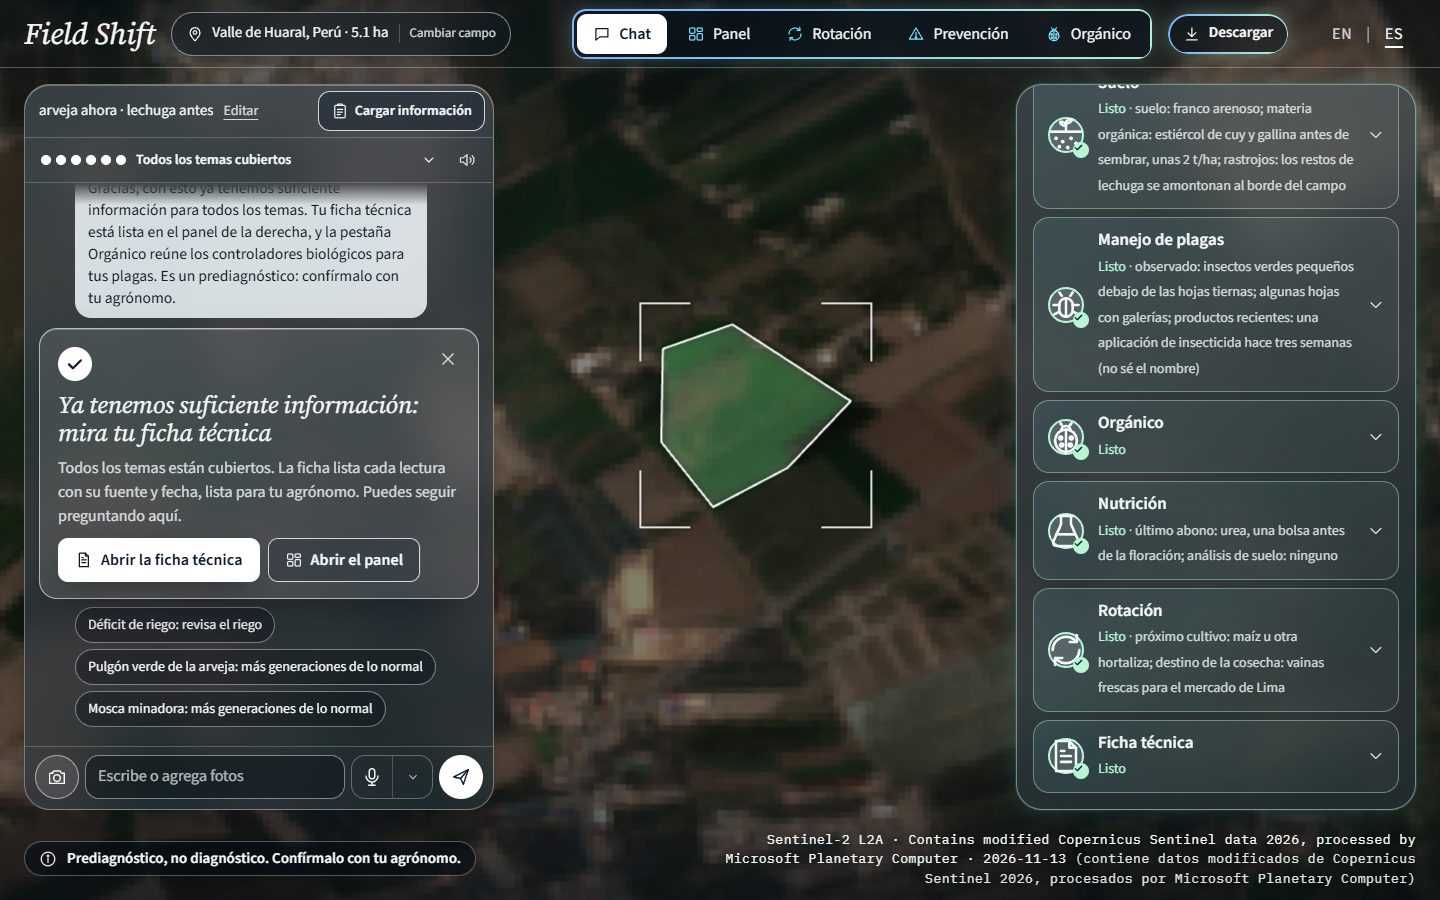 Field Shift
Valle de Huaral, Perú · 5.1 ha
Cambiar campo
Chat
Panel
Rotación
Prevención
Orgánico
Descargar
EN | ES
arveja ahora · lechuga antes
Editar
Cargar información
Todos los temas cubiertos
Gracias, con esto ya tenemos suficiente
información para todos los temas. Tu ficha técnica
está lista en el panel de la derecha, y la pestaña
Orgánico reúne los controladores biológicos para
tus plagas. Es un prediagnóstico: confírmalo con
tu agrónomo.
Ya tenemos suficiente información:
mira tu ficha técnica
Todos los temas están cubiertos. La ficha lista cada lectura
con su fuente y fecha, lista para tu agrónomo. Puedes seguir
preguntando aquí.
Abrir la ficha técnica
Abrir el panel
Déficit de riego: revisa el riego
Pulgón verde de la arveja: más generaciones de lo normal
Mosca minadora: más generaciones de lo normal
Escribe o agrega fotos
Prediagnóstico, no diagnóstico. Confírmalo con tu agrónomo.
Suelo
Listo · suelo: franco arenoso; materia
orgánica: estiércol de cuy y gallina antes de
sembrar, unas 2 t/ha; rastrojos: los restos de
lechuga se amontonan al borde del campo
Manejo de plagas
Listo · observado: insectos verdes pequeños
debajo de las hojas tiernas; algunas hojas
con galerías; productos recientes: una
aplicación de insecticida hace tres semanas
(no sé el nombre)
Orgánico
Listo
Nutrición
Listo · último abono: urea, una bolsa antes
de la floración; análisis de suelo: ninguno
Rotación
Listo · próximo cultivo: maíz u otra
hortaliza; destino de la cosecha: vainas
frescas para el mercado de Lima
Ficha técnica
Listo
Sentinel-2 L2A · Contains modified Copernicus Sentinel data 2026, processed by
Microsoft Planetary Computer · 2026-11-13 (contiene datos modificados de Copernicus
Sentinel 2026, procesados por Microsoft Planetary Computer)